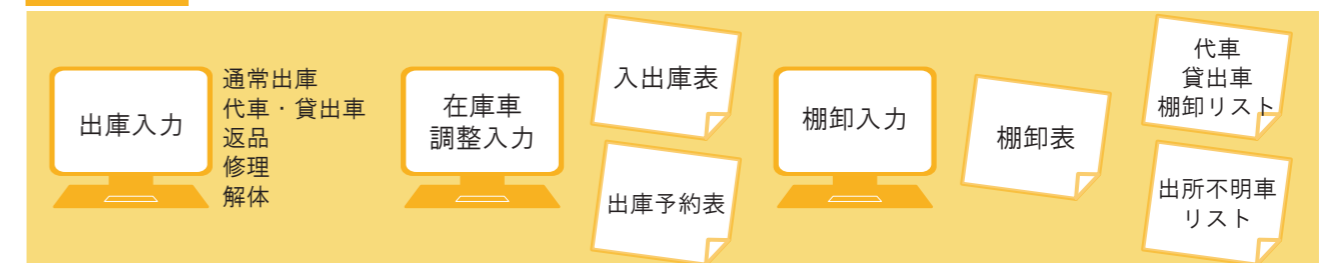 出庫入力
通常出庫
代車・貸出車
返品
修理
解体
在庫車
調整入力
入出庫表
出庫予約表
棚卸入力
棚卸表
代車
貸出車
棚卸リスト
出所不明車
リスト